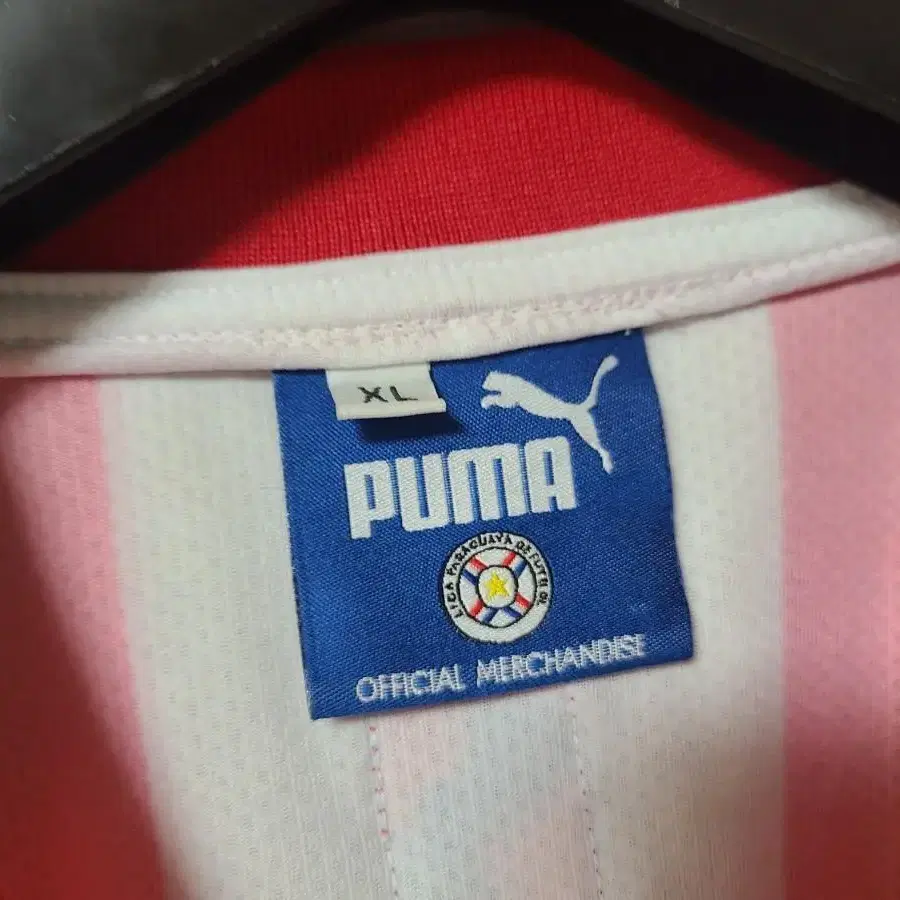 XL
PUMA
LIGA PARAGUAYA DE FUTBOL
OFFICIAL MERCHANDISE